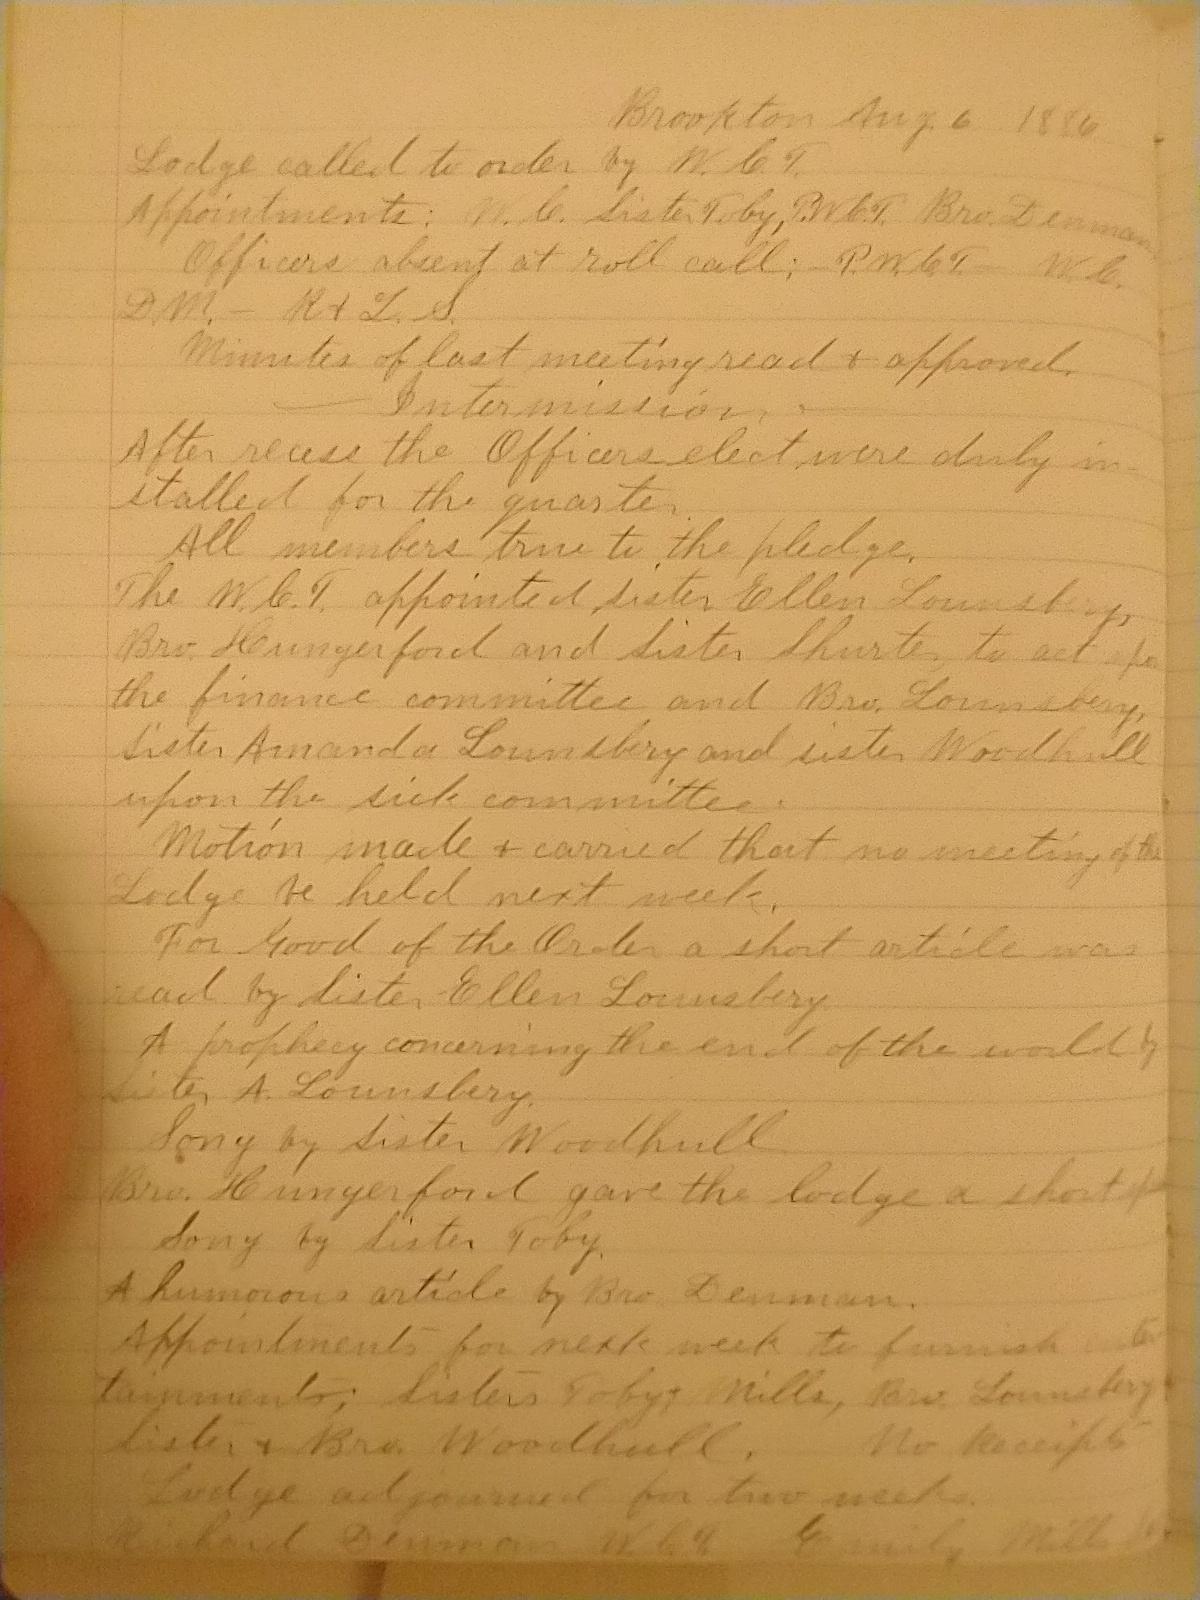 Brookton Aug. 6 1886
Lodge called to order by W.C.T.
Appointments: W.C. Sister Toby, P.W.C.T. Bro. Denman,
Officers absent at roll call; — P.W.C.T. — W.C.
D.M. — R + L. S.
Minutes of last meeting read + approved.
— Intermission. —
After recess the Officers elect were duly in-
stalled for the quarter.
All members true to the pledge.
The W.C.T. appointed sister Ellen Lounsbery,
Bro. Hungerford and Sister Shurter, to act upon
the finance committee and Bro. Lounsbery,
Sister Amanda Lounsbery and sister Woodhull
upon the sick committee.
Motion made + carried that no meeting of the
Lodge be held next week.
For Good of the Order a short article was
read by Sister Ellen Lounsbery
A prophecy concerning the end of the world by
Sister A. Lounsbery.
Song by Sister Woodhull
Bro. Hungerford gave the lodge a short
Song by Sister Toby.
A humorous article by Bro Denman.
Appointments for next week to furnish enter
tainments; Sisters Toby + Mills, Bro. Lounsbery
Sister + Bro. Woodhull. No Receipts
Lodge adjourned for two weeks.
Richard Denman W.C.T. Emily Mills